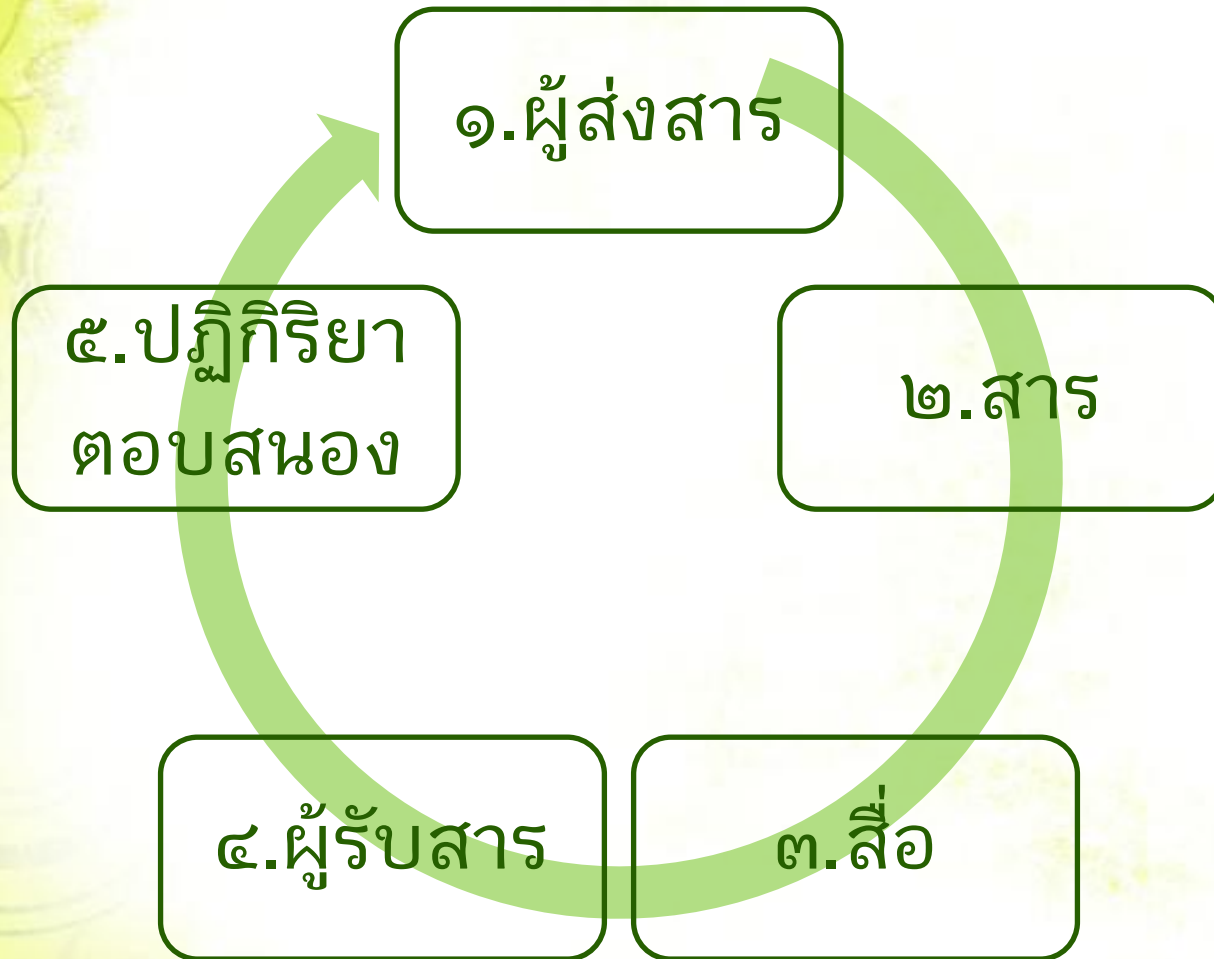 ๑.ผู้ส่งสาร
๒.สาร
๓.สื่อ
๔.ผู้รับสาร
๕.ปฏิกิริยา
ตอบสนอง